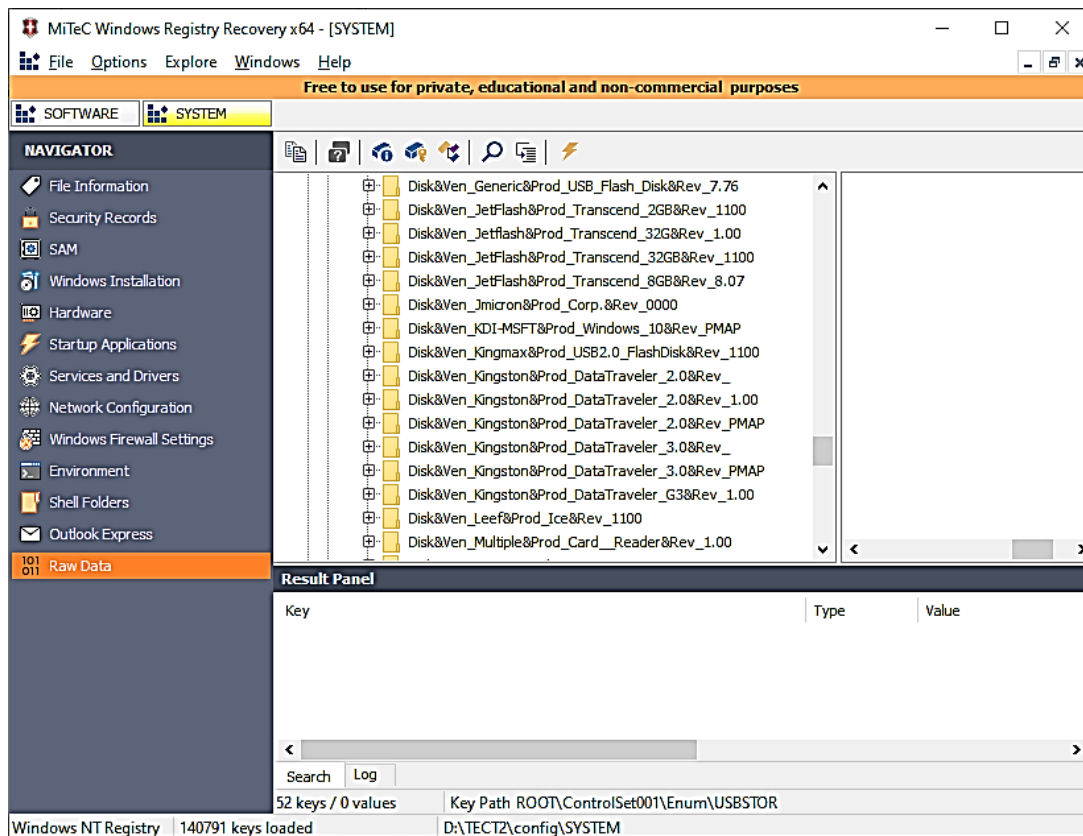 MiTeC Windows Registry Recovery x64 - [SYSTEM]
File Options Explore Windows Help
Free to use for private, educational and non-commercial purposes
SOFTWARE SYSTEM
NAVIGATOR
File Information
Security Records
SAM
Windows Installation
Hardware
Startup Applications
Services and Drivers
Network Configuration
Windows Firewall Settings
Environment
Shell Folders
Outlook Express
101
011 Raw Data
Disk&Ven_Generic&Prod_USB_Flash_Disk&Rev_7.76
Disk&Ven_JetFlash&Prod_Transcend_2GB&Rev_1100
Disk&Ven_Jetflash&Prod_Transcend_32G&Rev_1.00
Disk&Ven_JetFlash&Prod_Transcend_32GB&Rev_1100
Disk&Ven_JetFlash&Prod_Transcend_8GB&Rev_8.07
Disk&Ven_Jmicron&Prod_Corp.&Rev_0000
Disk&Ven_KDI-MSFT&Prod_Windows_10&Rev_PMAP
Disk&Ven_Kingmax&Prod_USB2.0_FlashDisk&Rev_1100
Disk&Ven_Kingston&Prod_DataTraveler_2.0&Rev_
Disk&Ven_Kingston&Prod_DataTraveler_2.0&Rev_1.00
Disk&Ven_Kingston&Prod_DataTraveler_2.0&Rev_PMAP
Disk&Ven_Kingston&Prod_DataTraveler_3.0&Rev_
Disk&Ven_Kingston&Prod_DataTraveler_3.0&Rev_PMAP
Disk&Ven_Kingston&Prod_DataTraveler_G3&Rev_1.00
Disk&Ven_Leef&Prod_Ice&Rev_1100
Disk&Ven_Multiple&Prod_Card__Reader&Rev_1.00
Result Panel
Key Type Value
Search Log
52 keys / 0 values Key Path ROOT\ControlSet001\Enum\USBSTOR
Windows NT Registry 140791 keys loaded D:\TECT2\config\SYSTEM